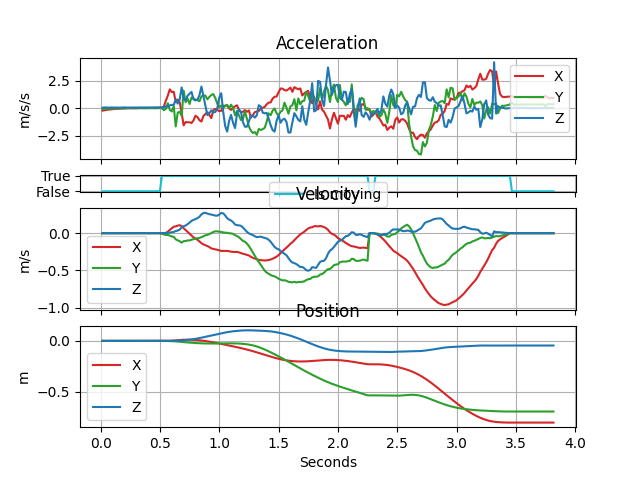 Acceleration
m/s/s
2.5
0.0
−2.5
X
Y
Z
True
False
Is moving
Velocity
m/s
0.0
−0.5
−1.0
X
Y
Z
Position
m
0.0
−0.5
X
Y
Z
0.0 0.5 1.0 1.5 2.0 2.5 3.0 3.5 4.0
Seconds